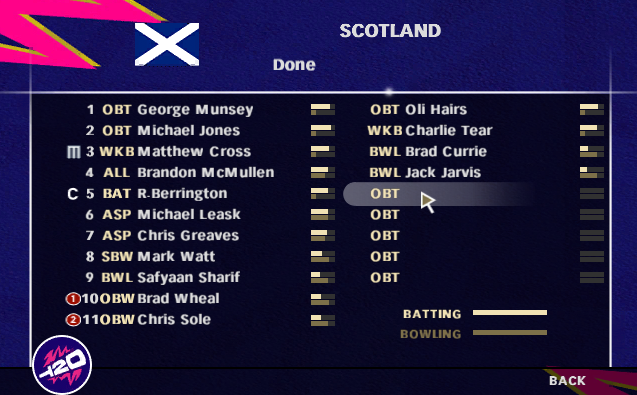 SCOTLAND
Done
1 OBT George Munsey
2 OBT Michael Jones
3 WKB Matthew Cross
4 ALL Brandon McMullen
C 5 BAT R.Berrington
6 ASP Michael Leask
7 ASP Chris Greaves
8 SBW Mark Watt
9 BWL Safyaan Sharif
1 10 OBW Brad Wheal
2 11 OBW Chris Sole
OBT Oli Hairs
WKB Charlie Tear
BWL Brad Currie
BWL Jack Jarvis
OBT
OBT
OBT
OBT
OBT
BATTING
BOWLING
T20
BACK